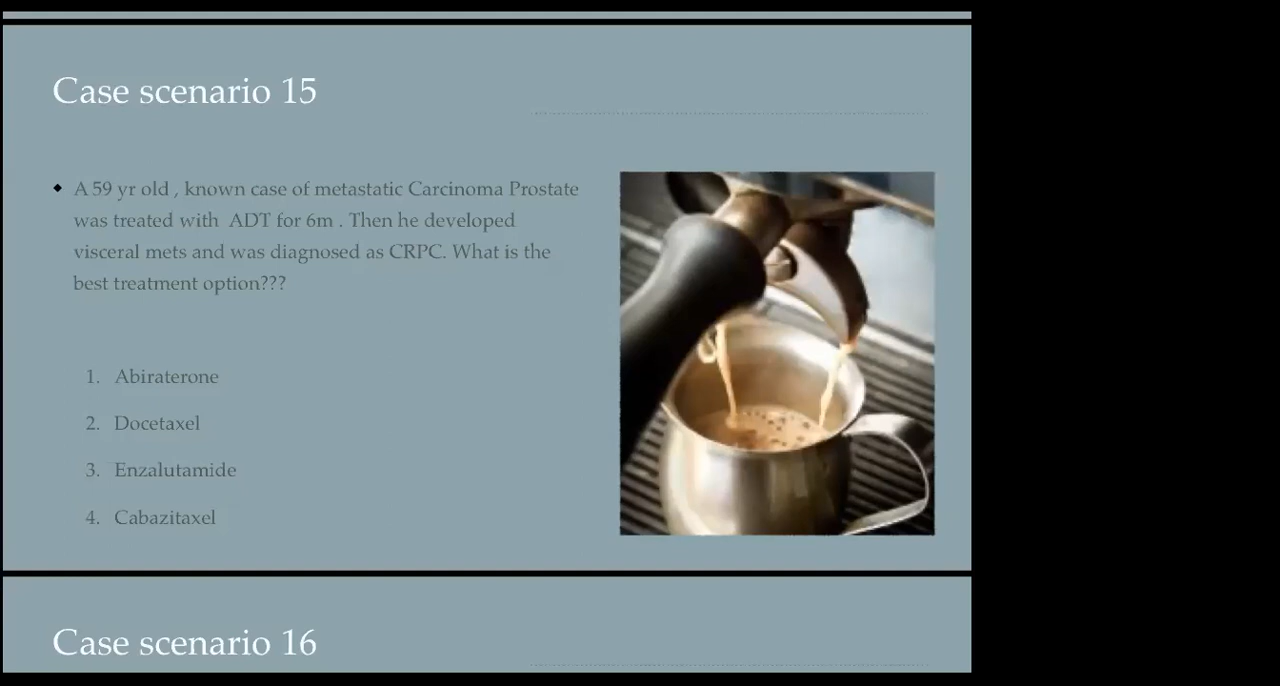 Case scenario 15
◆ A 59 yr old , known case of metastatic Carcinoma Prostate
was treated with ADT for 6m . Then he developed
visceral mets and was diagnosed as CRPC. What is the
best treatment option???
1. Abiraterone
2. Docetaxel
3. Enzalutamide
4. Cabazitaxel
Case scenario 16